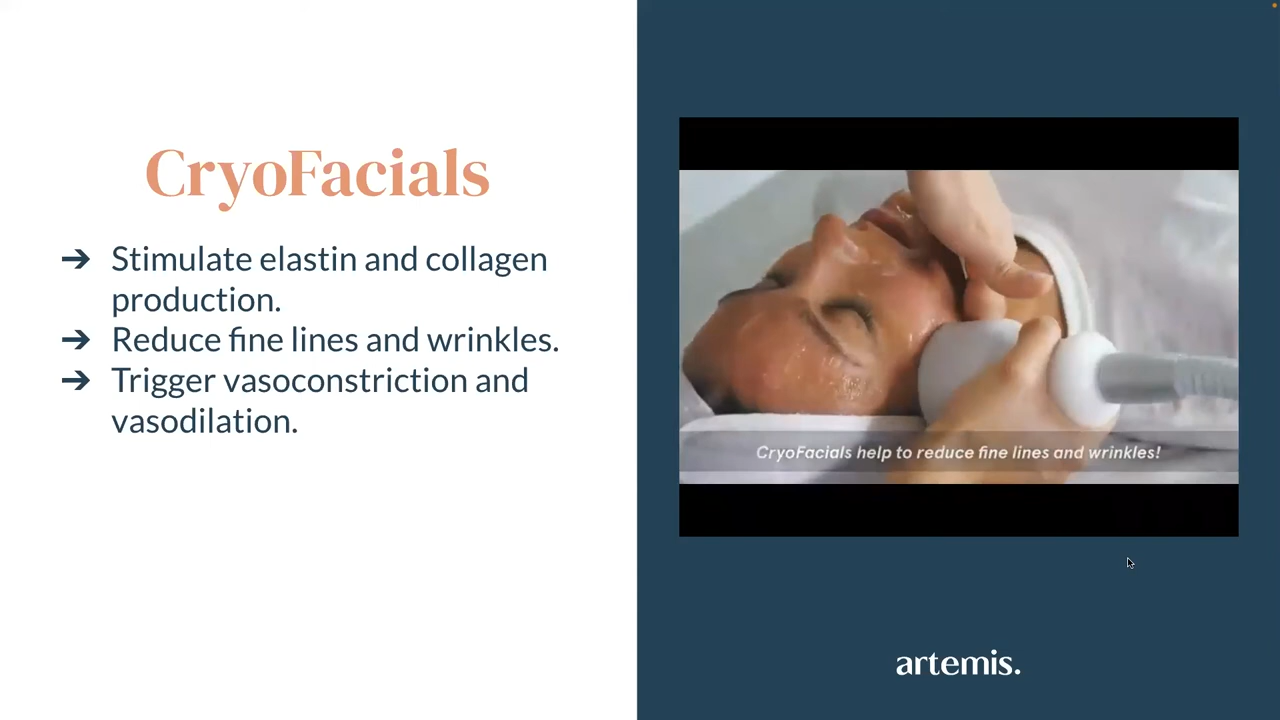 CryoFacials
➔ Stimulate elastin and collagen
production.
➔ Reduce fine lines and wrinkles.
➔ Trigger vasoconstriction and
vasodilation.
CryoFacials help to reduce fine lines and wrinkles!
artemis.